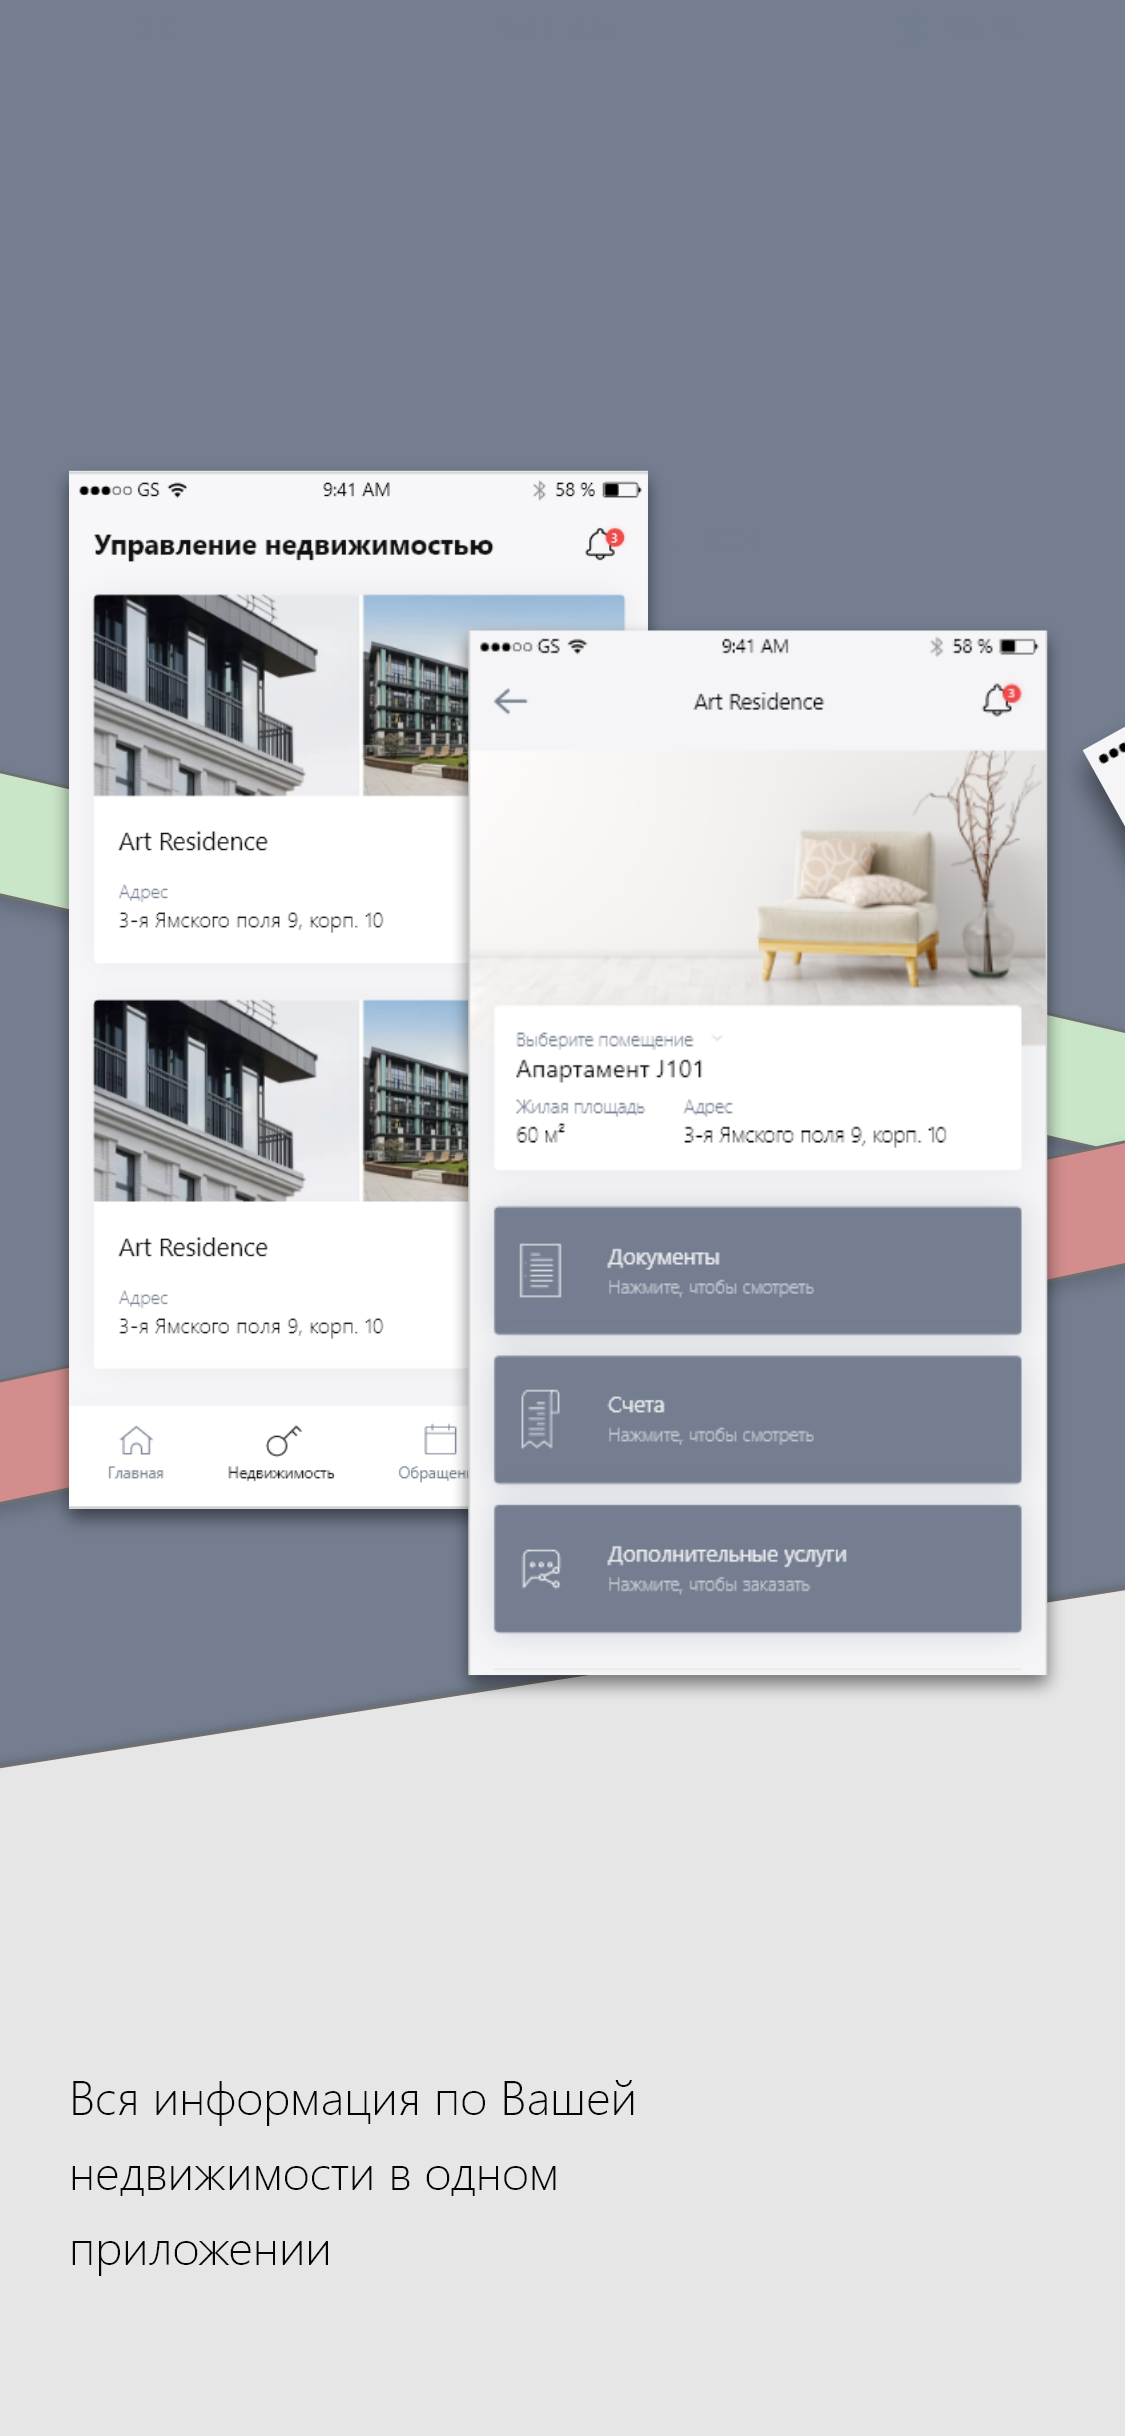 GS 9:41 AM 58 %
Управление недвижимостью 3
Art Residence
Адрес
3-я Ямского поля 9, корп. 10
Art Residence
Адрес
3-я Ямского поля 9, корп. 10
Главная Недвижимость
GS 9:41 AM 58 %
Art Residence 3
Выберите помещение
Апартамент J101
Жилая площадь Адрес
60 м² 3-я Ямского поля 9, корп. 10
Документы
Нажмите, чтобы смотреть
Счета
Нажмите, чтобы смотреть
Дополнительные услуги
Нажмите, чтобы заказать
Вся информация по Вашей
недвижимости в одном
приложении